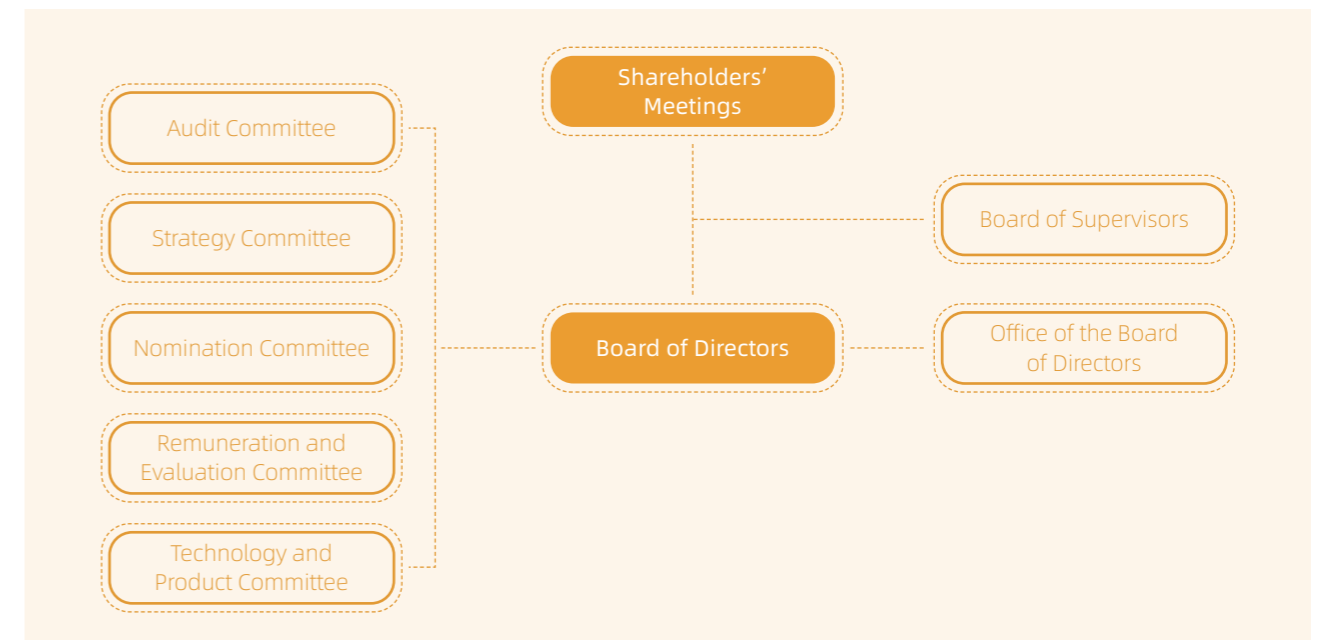 Shareholders’
Meetings
Audit Committee
Strategy Committee
Nomination Committee
Remuneration and
Evaluation Committee
Technology and
Product Committee
Board of Directors
Board of Supervisors
Office of the Board
of Directors